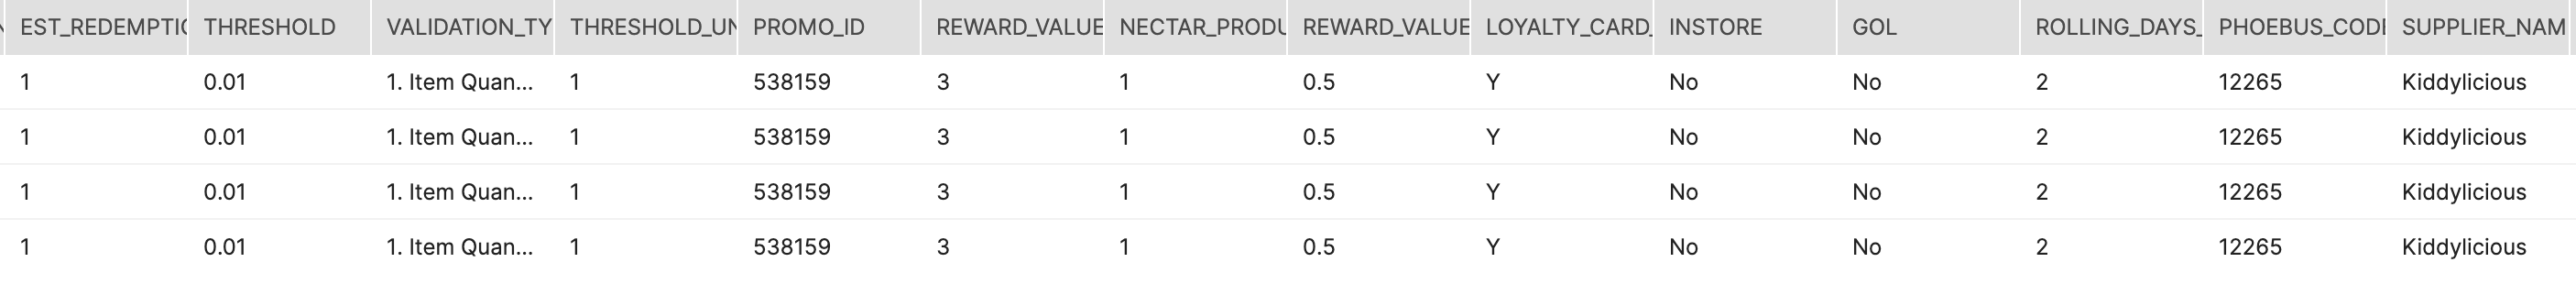 EST_REDEMPTIO THRESHOLD VALIDATION_TY THRESHOLD_UN PROMO_ID REWARD_VALUE NECTAR_PRODU REWARD_VALUE LOYALTY_CARD_ INSTORE GOL ROLLING_DAYS_ PHOEBUS_CODE SUPPLIER_NAM
1 0.01 1. Item Quan... 1 538159 3 1 0.5 Y No No 2 12265 Kiddylicious
1 0.01 1. Item Quan... 1 538159 3 1 0.5 Y No No 2 12265 Kiddylicious
1 0.01 1. Item Quan... 1 538159 3 1 0.5 Y No No 2 12265 Kiddylicious
1 0.01 1. Item Quan... 1 538159 3 1 0.5 Y No No 2 12265 Kiddylicious